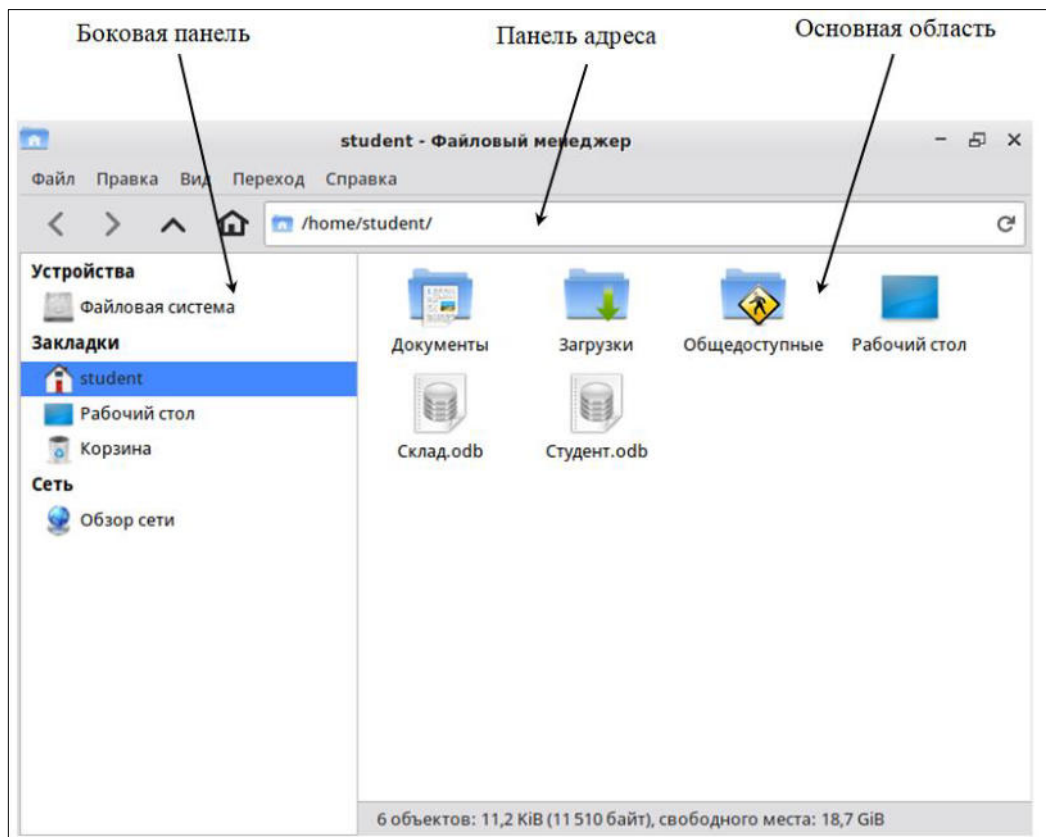 Боковая панель
Панель адреса
Основная область
student - Файловый менеджер
Файл Правка Вид Переход Справка
/home/student/
Устройства
Файловая система
Закладки
student
Рабочий стол
Корзина
Сеть
Обзор сети
Документы Загрузки Общедоступные Рабочий стол
Склад.odb Студент.odb
6 объектов: 11,2 KiB (11 510 байт), свободного места: 18,7 GiB